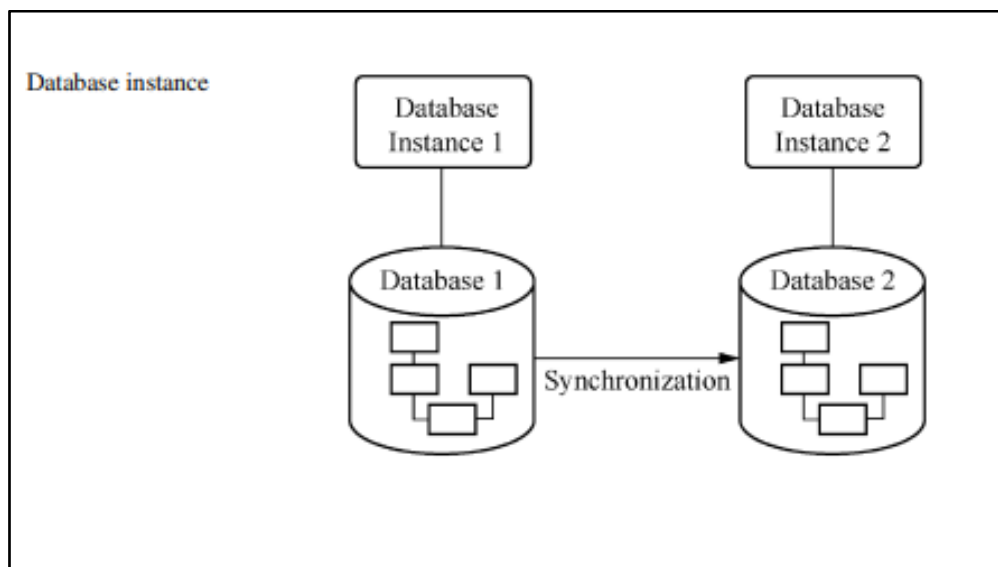 Database instance
Database
Instance 1
Database
Instance 2
Database 1
Database 2
Synchronization